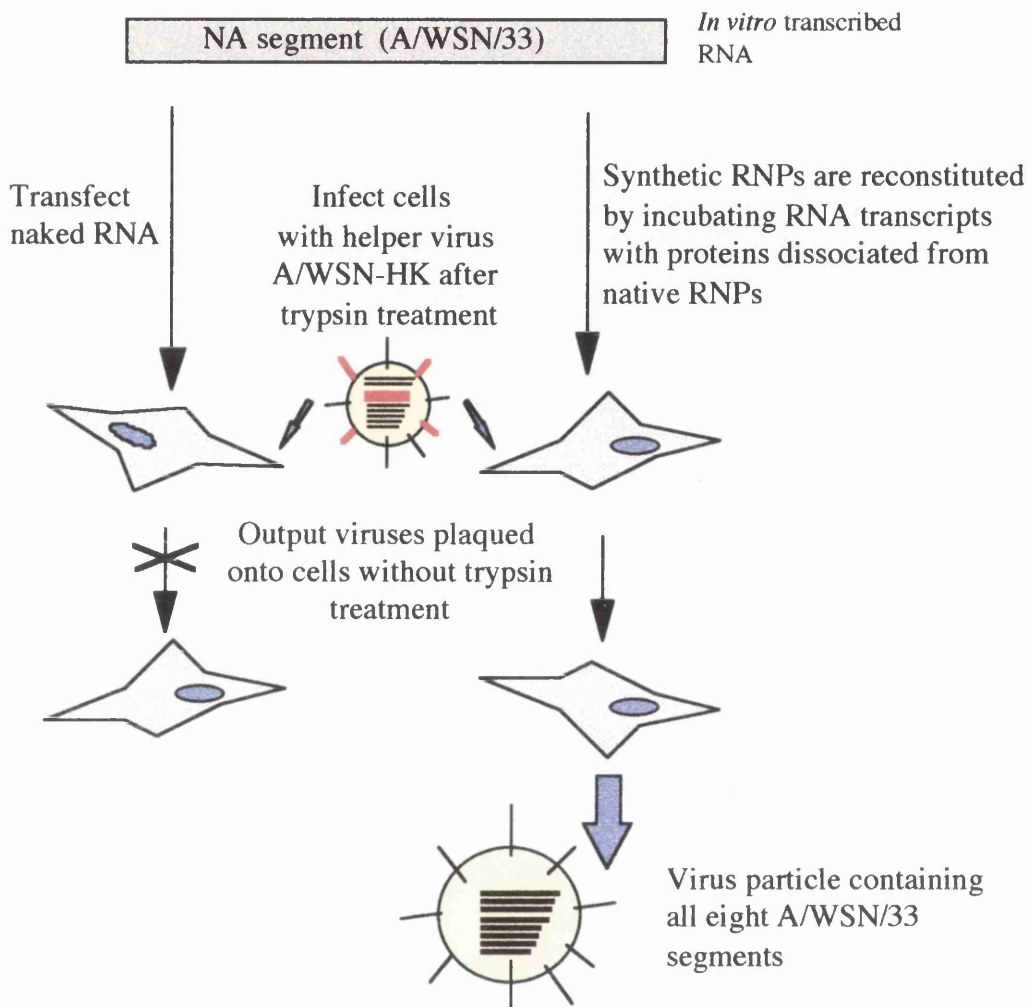 NA segment (A/WSN/33)
In vitro transcribed
RNA
Transfect
naked RNA
Infect cells
with helper virus
A/WSN-HK after
trypsin treatment
Synthetic RNPs are reconstituted
by incubating RNA transcripts
with proteins dissociated from
native RNPs
Output viruses plaqued
onto cells without trypsin
treatment
Virus particle containing
all eight A/WSN/33
segments